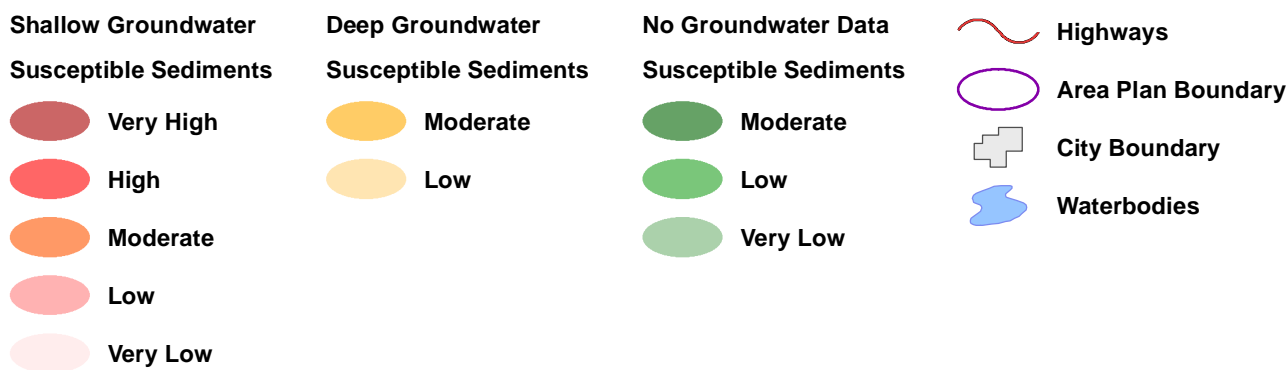 Shallow Groundwater
Susceptible Sediments
Very High
High
Moderate
Low
Very Low
Deep Groundwater
Susceptible Sediments
Moderate
Low
No Groundwater Data
Susceptible Sediments
Moderate
Low
Very Low
Highways
Area Plan Boundary
City Boundary
Waterbodies